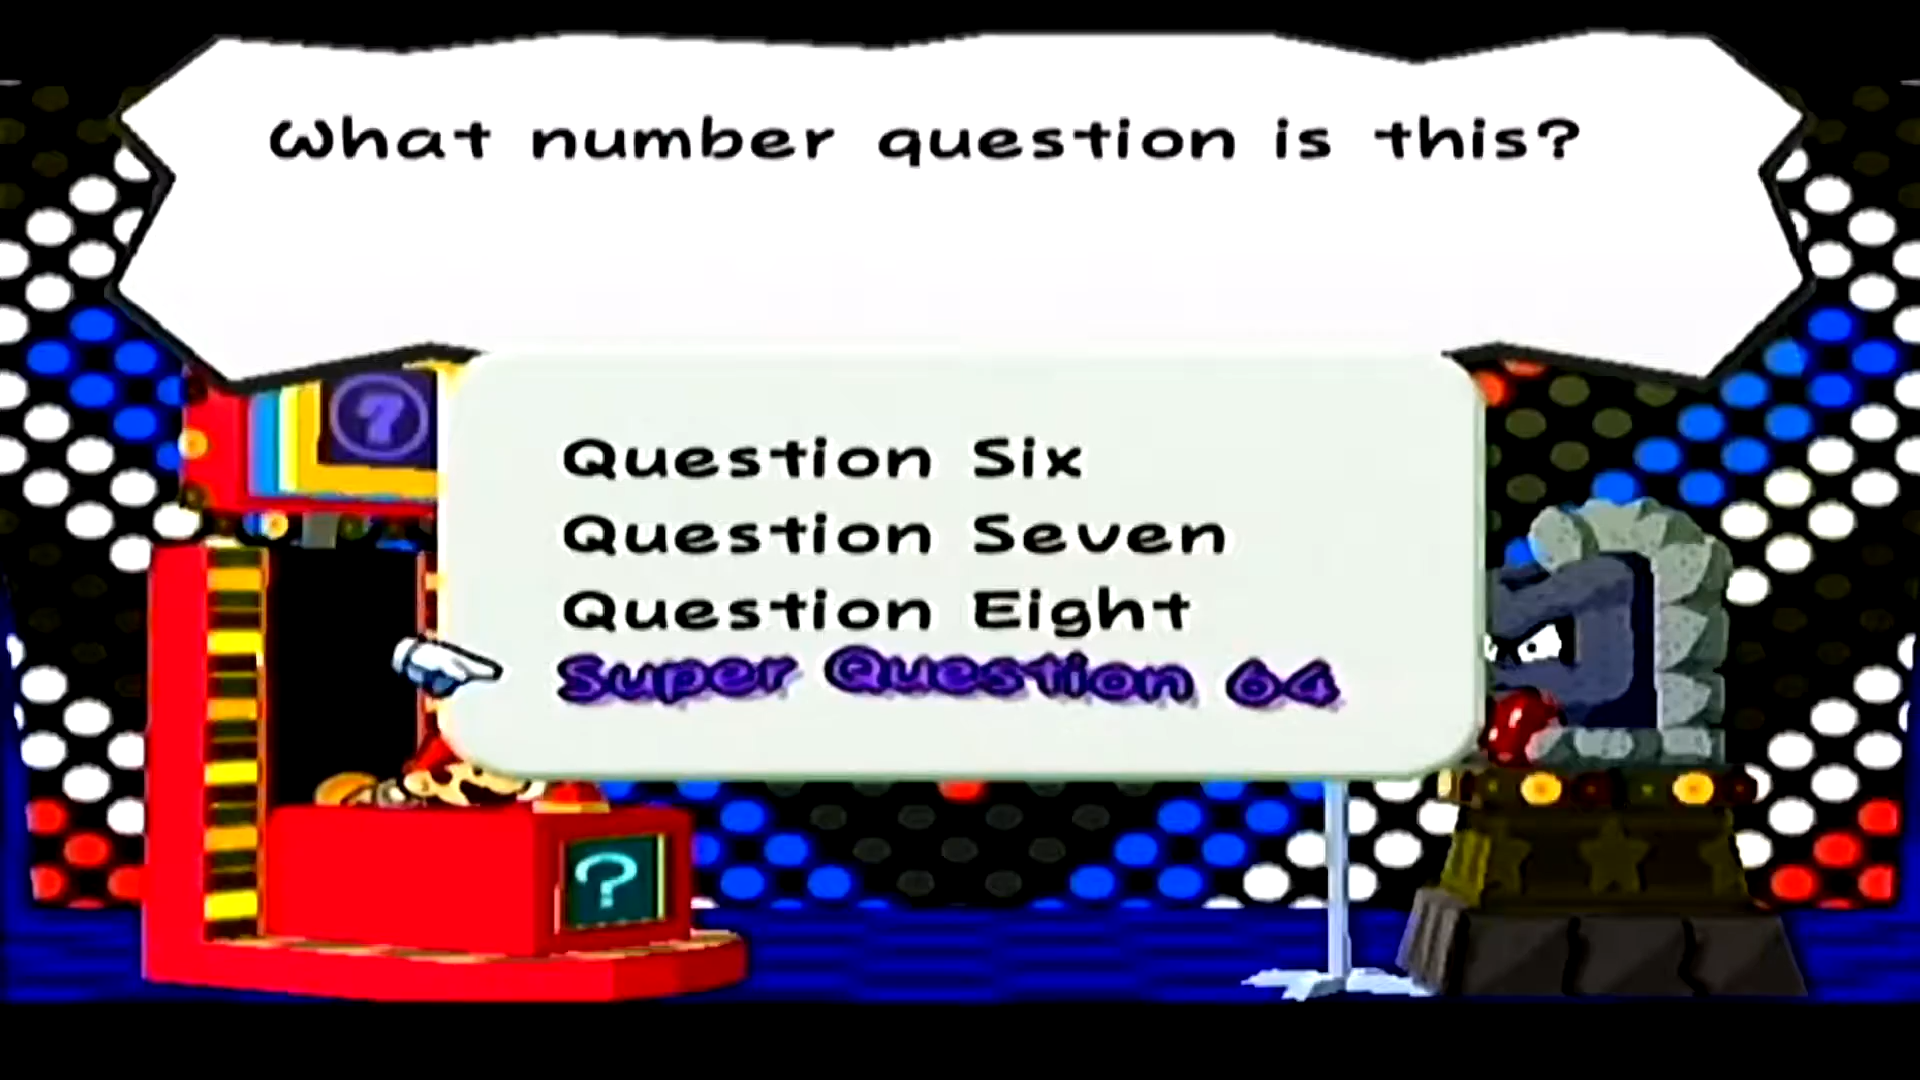 What number question is this?
?
Question Six
Question Seven
Question Eight
Super Question 64
?